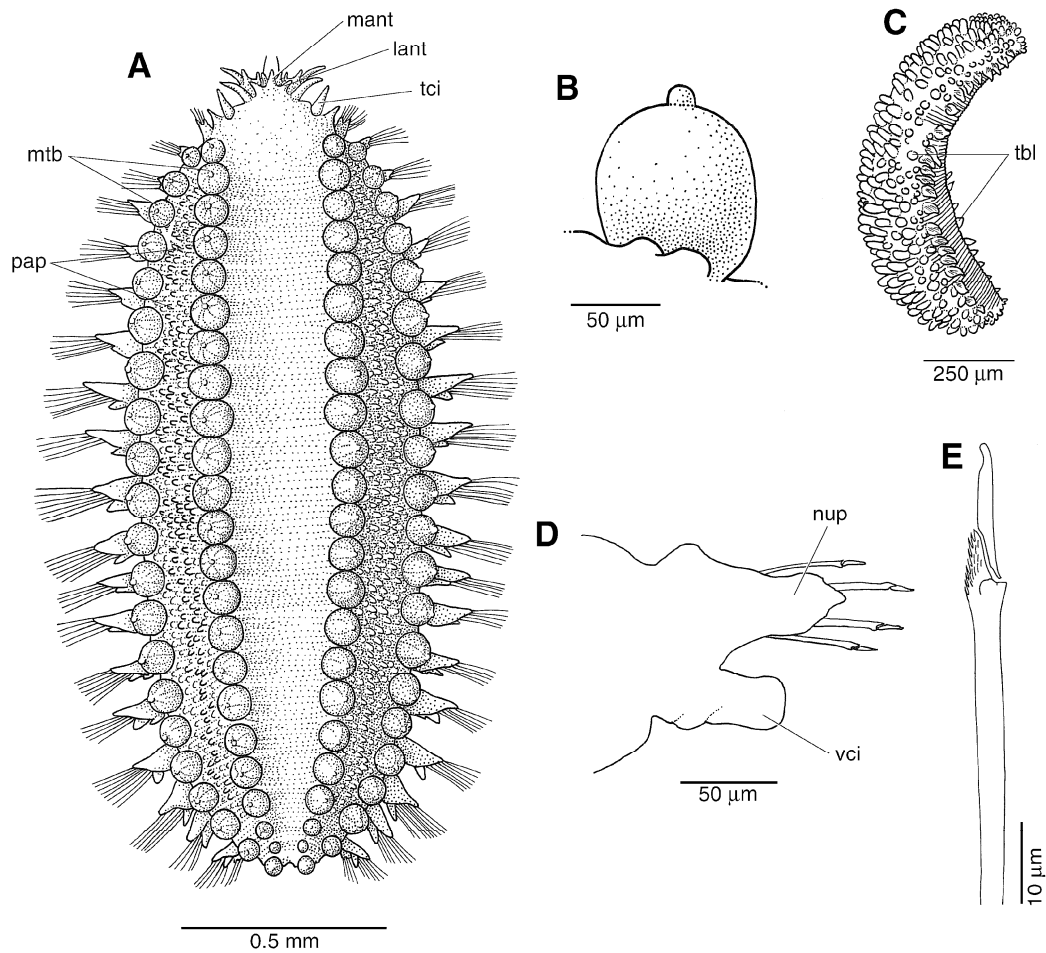 A
mant
lant
tci
mtb
pap
0.5 mm
B
50 µm
C
tbl
250 µm
D
nup
vci
50 µm
E
10 µm